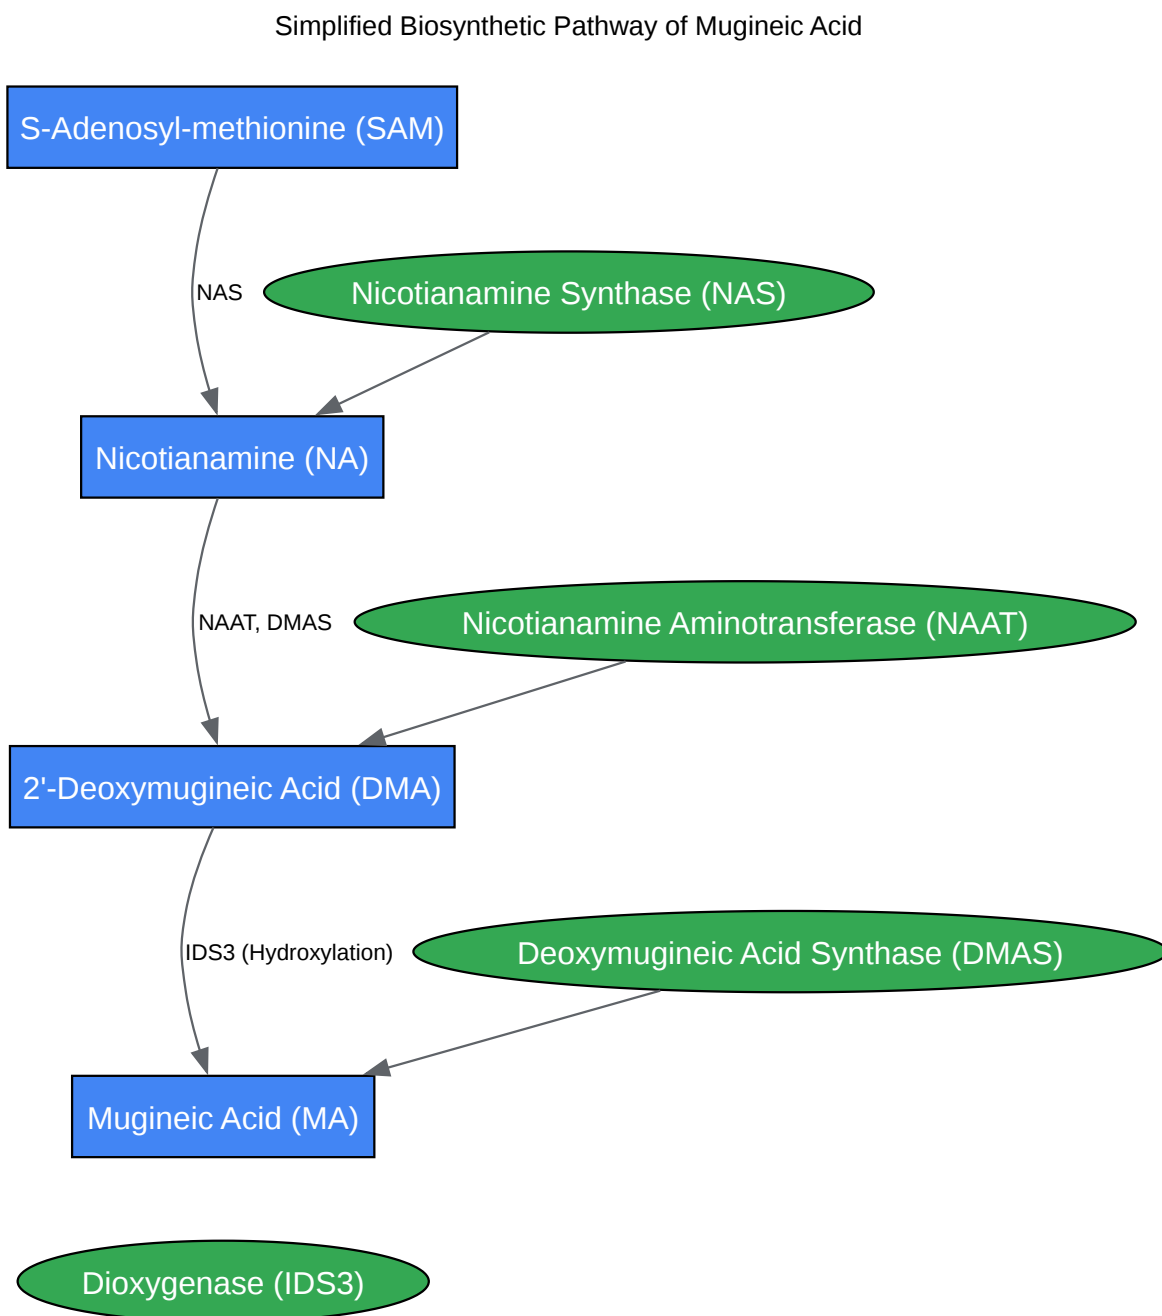 Simplified Biosynthetic Pathway of Mugineic Acid
S-Adenosyl-methionine (SAM)
NAS
Nicotianamine Synthase (NAS)
Nicotianamine (NA)
NAAT, DMAS
Nicotianamine Aminotransferase (NAAT)
2'-Deoxymugineic Acid (DMA)
IDS3 (Hydroxylation)
Deoxymugineic Acid Synthase (DMAS)
Mugineic Acid (MA)
Dioxygenase (IDS3)